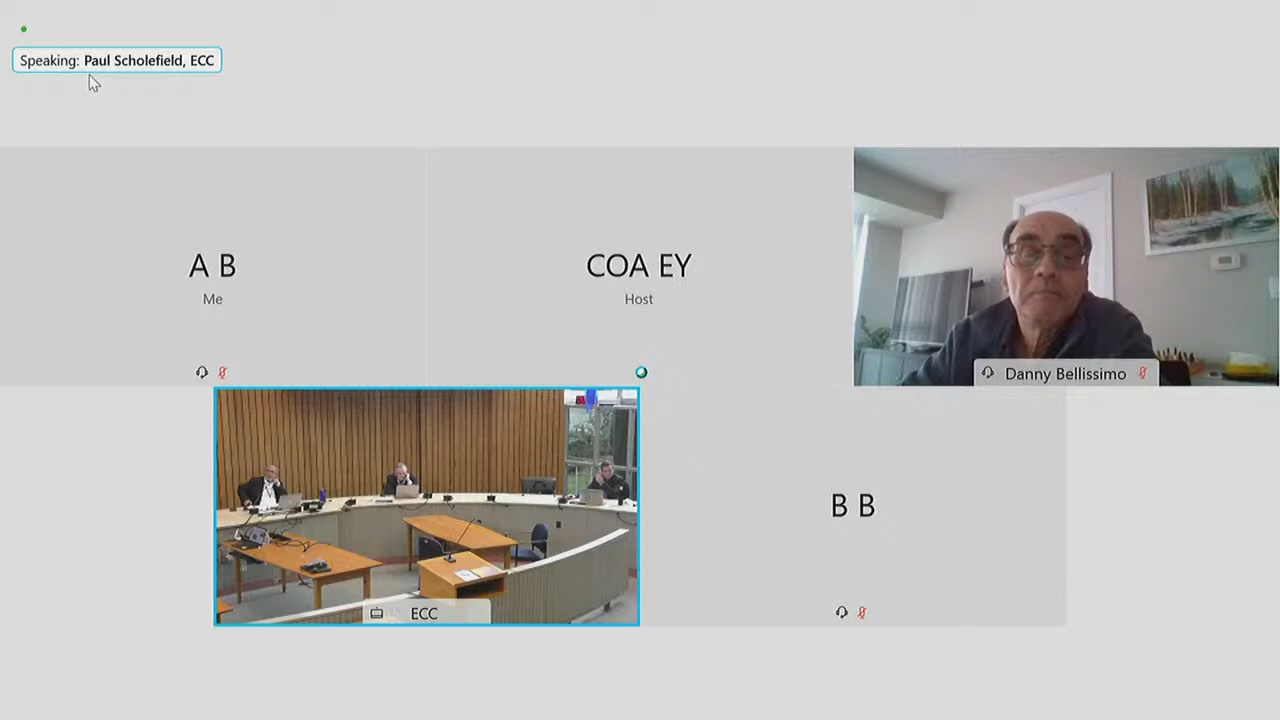 Speaking: Paul Scholefield, ECC
A B
Me
COA EY
Host
Danny Bellissimo
ECC
B B